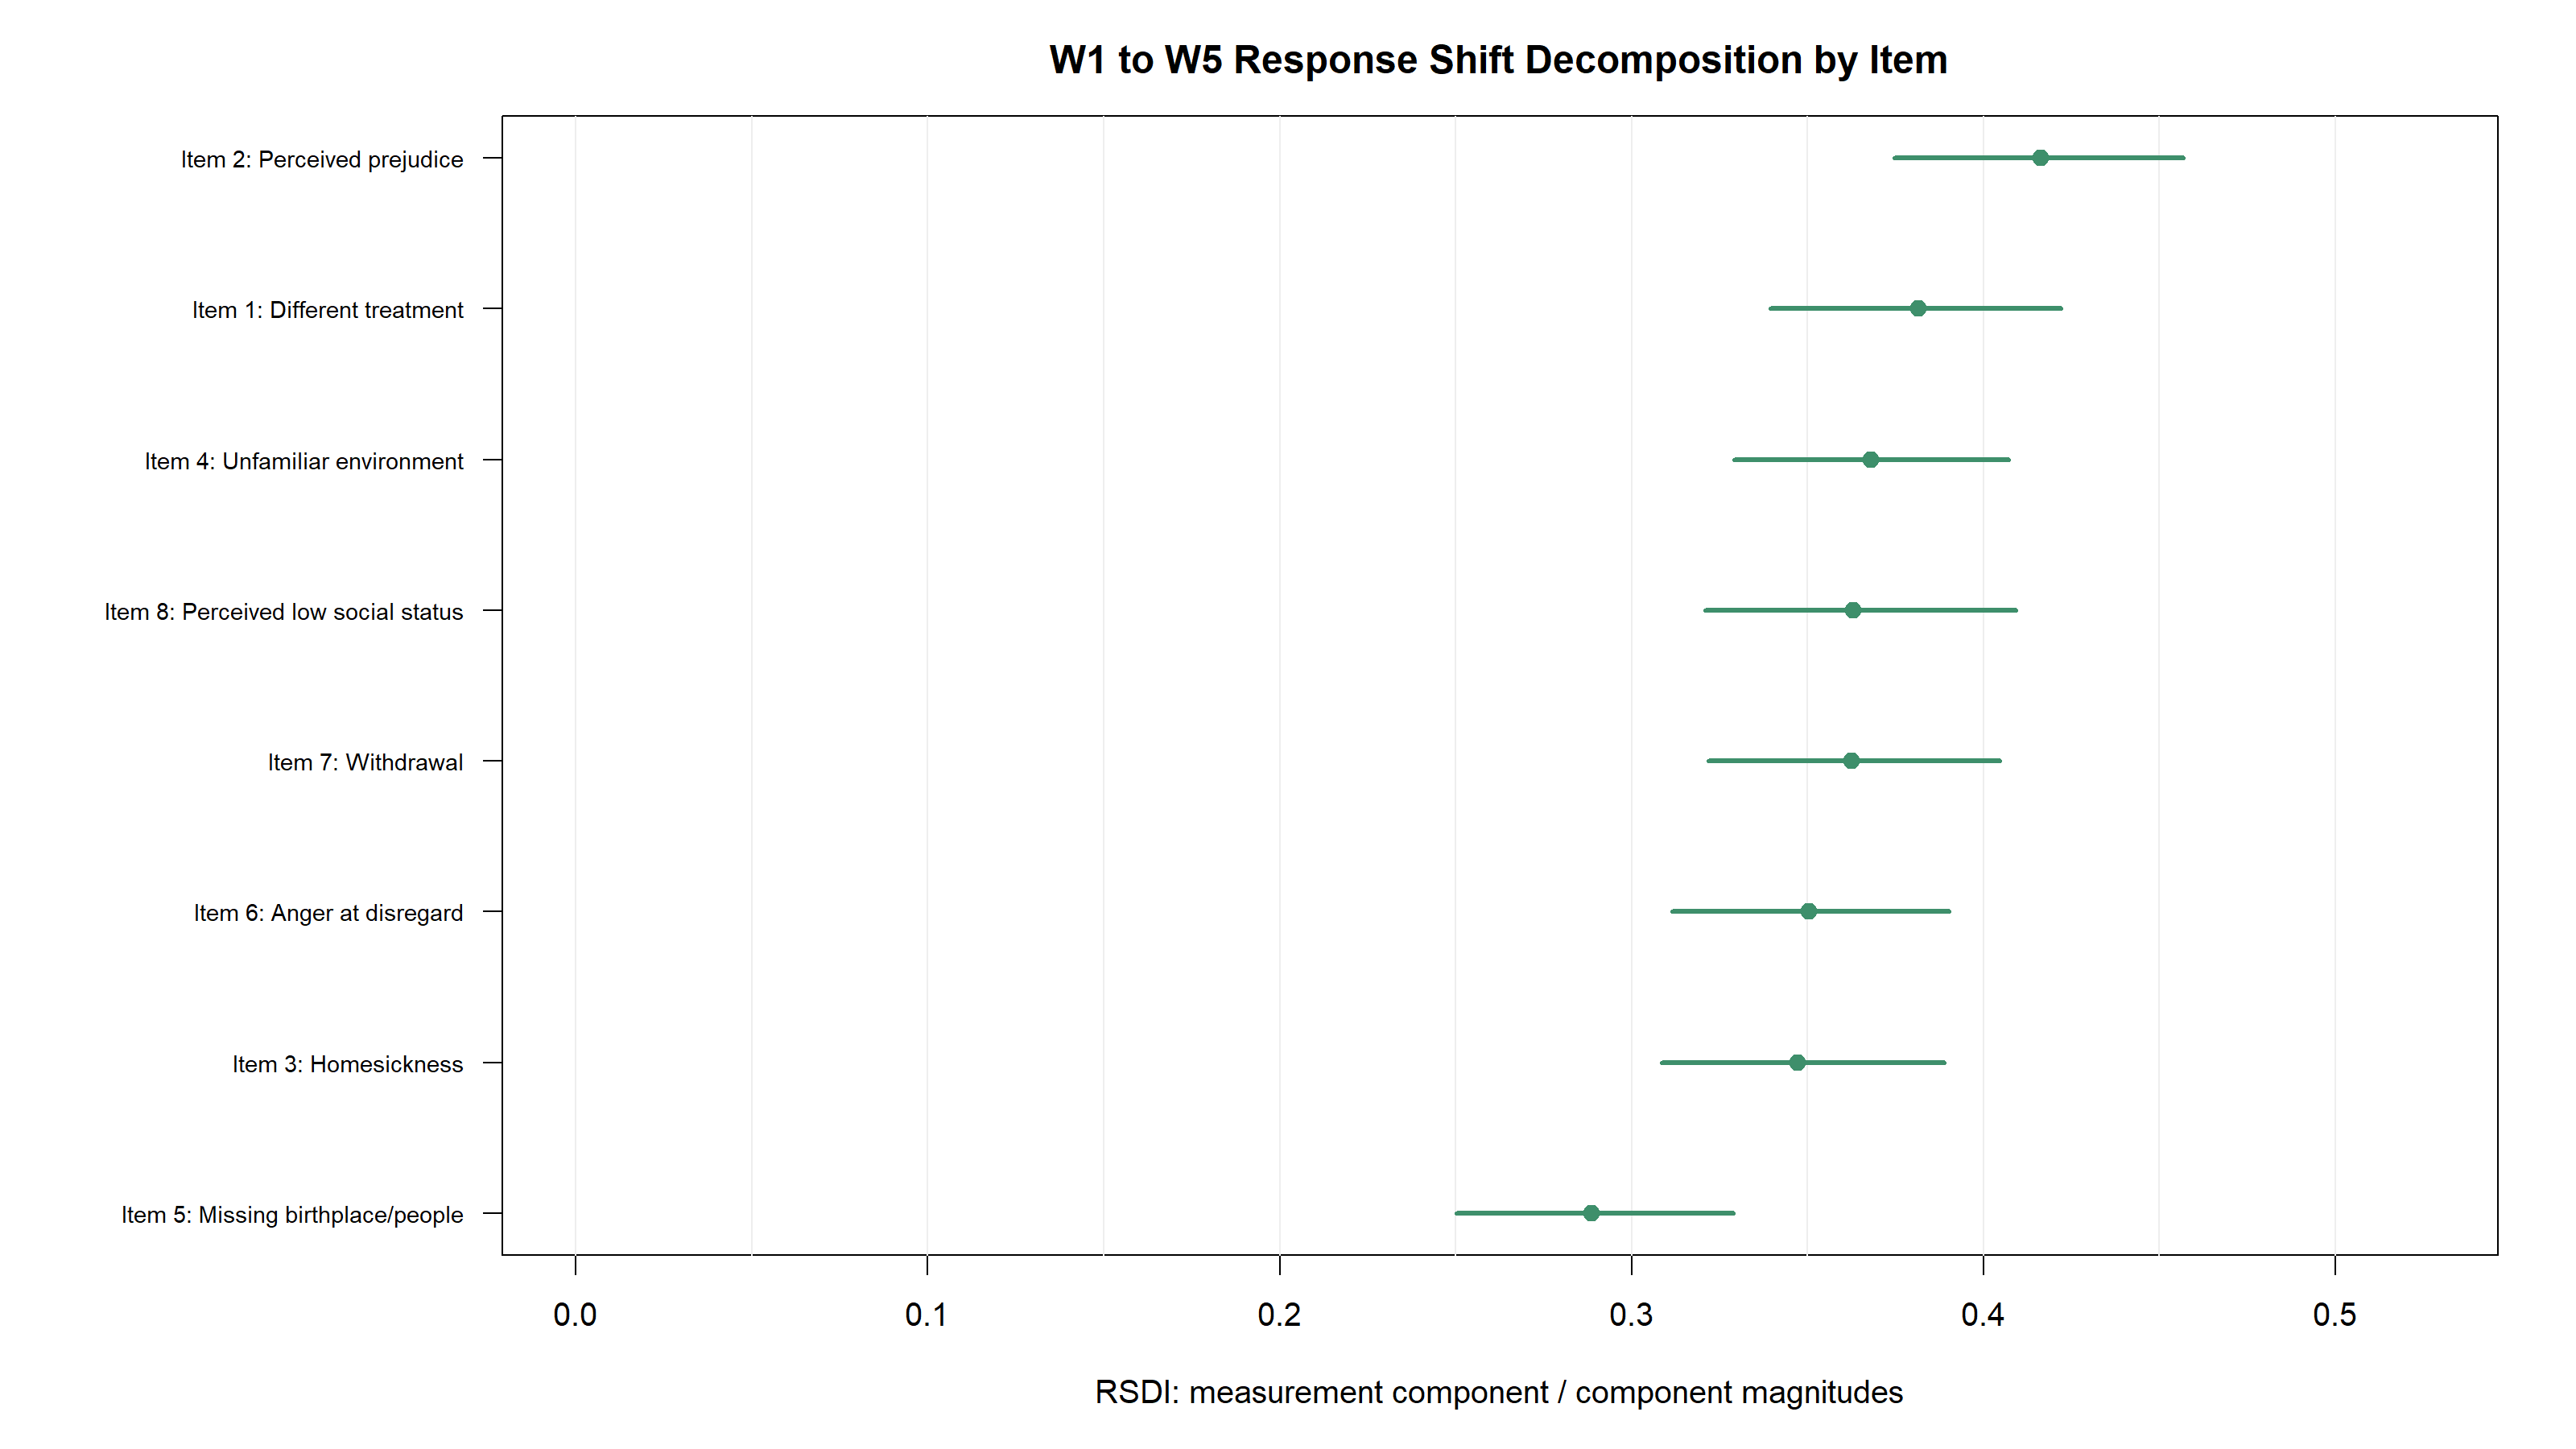 W1 to W5 Response Shift Decomposition by Item
Item 2: Perceived prejudice
Item 1: Different treatment
Item 4: Unfamiliar environment
Item 8: Perceived low social status
Item 7: Withdrawal
Item 6: Anger at disregard
Item 3: Homesickness
Item 5: Missing birthplace/people
0.0 0.1 0.2 0.3 0.4 0.5
RSDI: measurement component / component magnitudes